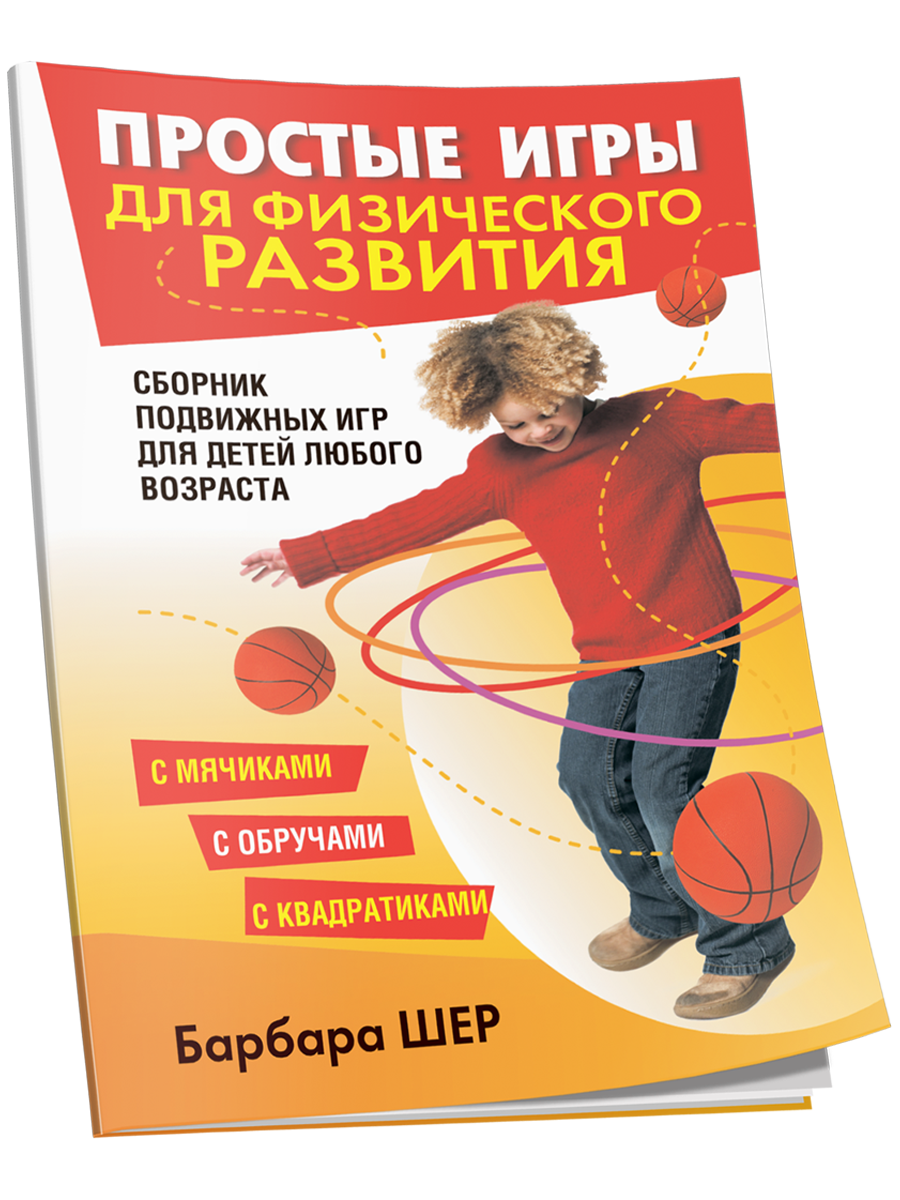 ПРОСТЫЕ ИГРЫ
ДЛЯ ФИЗИЧЕСКОГО
РАЗВИТИЯ
СБОРНИК
ПОДВИЖНЫХ ИГР
ДЛЯ ДЕТЕЙ ЛЮБОГО
ВОЗРАСТА
С МЯЧИКАМИ
С ОБРУЧАМИ
С КВАДРАТИКАМИ
Барбара ШЕР